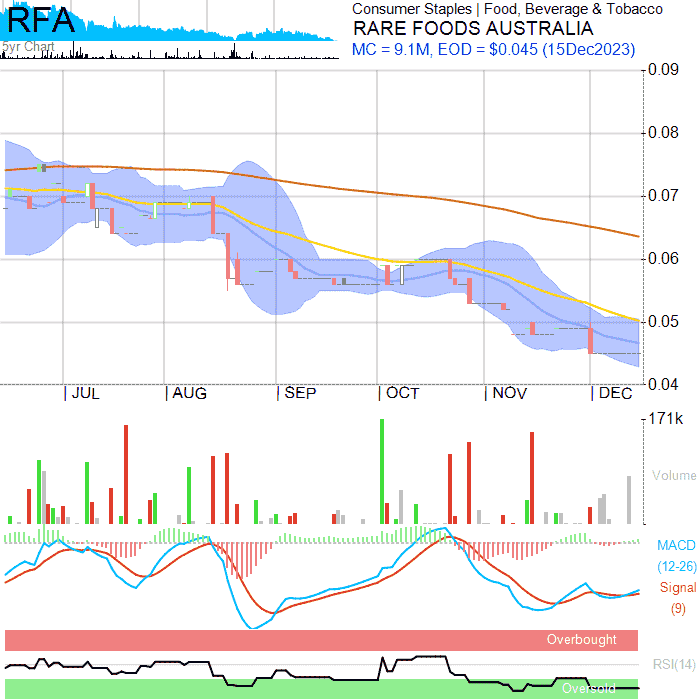 RFA
5yr Chart
Consumer Staples | Food, Beverage & Tobacco
RARE FOODS AUSTRALIA
MC = 9.1M, EOD = $0.045 (15Dec2023)
0.09
0.08
0.07
0.06
0.05
0.04
| JUL | AUG | SEP | OCT | NOV | DEC
171k
Volume
MACD
(12-26)
Signal
(9)
Overbought
RSI(14)
Oversold